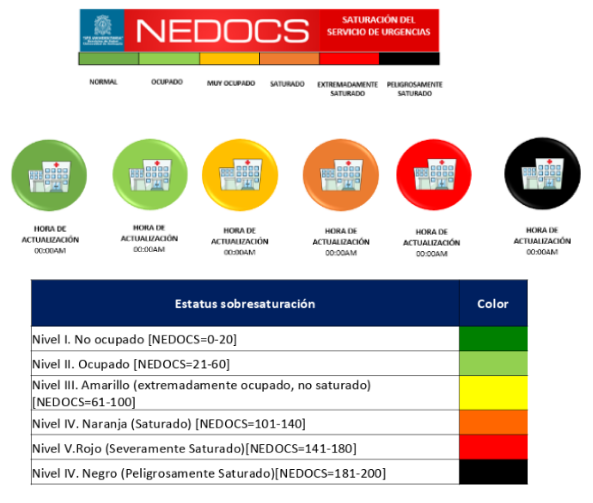 NEDOCS
SATURACIÓN DEL
SERVICIO DE URGENCIAS
NORMAL
OCUPADO
MUY OCUPADO
SATURADO
EXTREMADAMENTE
SATURADO
PELIGROSAMENTE
SATURADO
HORA DE
ACTUALIZACIÓN
00:00AM
HORA DE
ACTUALIZACIÓN
00:00AM
HORA DE
ACTUALIZACIÓN
00:00AM
HORA DE
ACTUALIZACIÓN
00:00AM
HORA DE
ACTUALIZACIÓN
00:00AM
HORA DE
ACTUALIZACIÓN
00:00AM
Estatus sobresaturación
Color
Nivel I. No ocupado [NEDOCS=0-20]
Nivel II. Ocupado [NEDOCS=21-60]
Nivel III. Amarillo (extremadamente ocupado, no saturado)
[NEDOCS=61-100]
Nivel IV. Naranja (Saturado) [NEDOCS=101-140]
Nivel V.Rojo (Severamente Saturado)[NEDOCS=141-180]
Nivel IV. Negro (Peligrosamente Saturado)[NEDOCS=181-200]